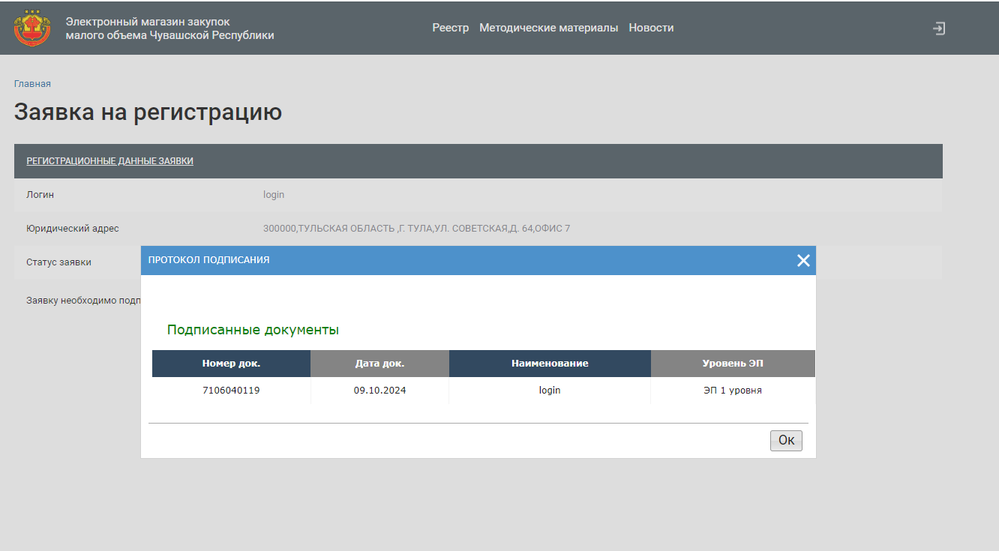 Электронный магазин закупок
малого объема Чувашской Республики
Реестр Методические материалы Новости
Главная
Заявка на регистрацию
РЕГИСТРАЦИОННЫЕ ДАННЫЕ ЗАЯВКИ
Логин login
Юридический адрес 300000,ТУЛЬСКАЯ ОБЛАСТЬ ,Г. ТУЛА,УЛ. СОВЕТСКАЯ,Д. 64,ОФИС 7
Статус заявки
Заявку необходимо подп
ПРОТОКОЛ ПОДПИСАНИЯ
Подписанные документы
Номер док. Дата док. Наименование Уровень ЭП
7106040119 09.10.2024 login ЭП 1 уровня
Ок